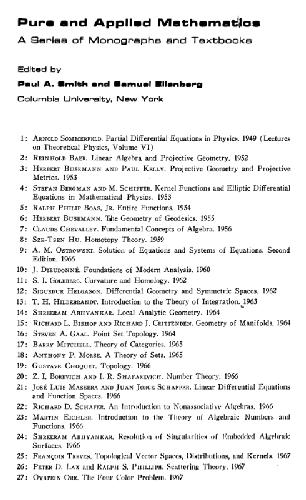 Pure and Applied Mathematics
A Series of Monographs and Textbooks
Edited by
Paul A. Smith and Samuel Eilenberg
Columbia University, New York
1: ARNOLD SOMMERFELD. Partial Differential Equations in Physics. 1949 (Lectures
on Theoretical Physics, Volume VI)
2: REINHOLD BAER. Linear Algebra and Projective Geometry. 1952
3: HERBERT BUSEMANN AND PAUL KELLY. Projective Geometry and Projective
Metrics. 1953
4: STEFAN BERGMAN AND M. SCHIFFER. Kernel Functions and Elliptic Differential
Equations in Mathematical Physics. 1953
5: RALPH PHILIP BOAS, JR. Entire Functions. 1954
6: HERBERT BUSEMANN. The Geometry of Geodesics. 1955
7: CLAUDE CHEVALLEY. Fundamental Concepts of Algebra. 1956
8: SZE-TSEN HU. Homotopy Theory. 1959
9: A. M. OSTROWSKI. Solution of Equations and Systems of Equations. Second
Edition. 1966
10: J. DIEUDONNÉ. Foundations of Modern Analysis. 1960
11: S. I. GOLDBERG. Curvature and Homology. 1962
12: SIGURDUR HELGASON. Differential Geometry and Symmetric Spaces. 1962
13: T. H. HILDEBRANDT. Introduction to the Theory of Integration. 1963
14: SHREERAM ABHYANKAR. Local Analytic Geometry. 1964
15: RICHARD L. BISHOP AND RICHARD J. CRITTENDEN. Geometry of Manifolds. 1964
16: STEVEN A. GAAL. Point Set Topology. 1964
17: BARRY MITCHELL. Theory of Categories. 1965
18: ANTHONY P. MORSE. A Theory of Sets. 1965
19: GUSTAVE CHOQUET. Topology. 1966
20: Z. I. BOREVICH AND I. R. SHAFAREVICH. Number Theory. 1966
21: JOSÉ LUIS MASSERA AND JUAN JORGE SCHAFFER. Linear Differential Equations
and Function Spaces. 1966
22: RICHARD D. SCHAFER. An Introduction to Nonassociative Algebras. 1966
23: MARTIN EICHLER. Introduction to the Theory of Algebraic Numbers and
Functions. 1966
24: SHREERAM ABHYANKAR. Resolution of Singularities of Embedded Algebraic
Surfaces. 1966
25: FRANÇOIS TREVES. Topological Vector Spaces, Distributions, and Kernels. 1967
26: PETER D. LAX AND RALPH S. PHILLIPS. Scattering Theory. 1967
27: OYSTEIN ORE. The Four Color Problem. 1967